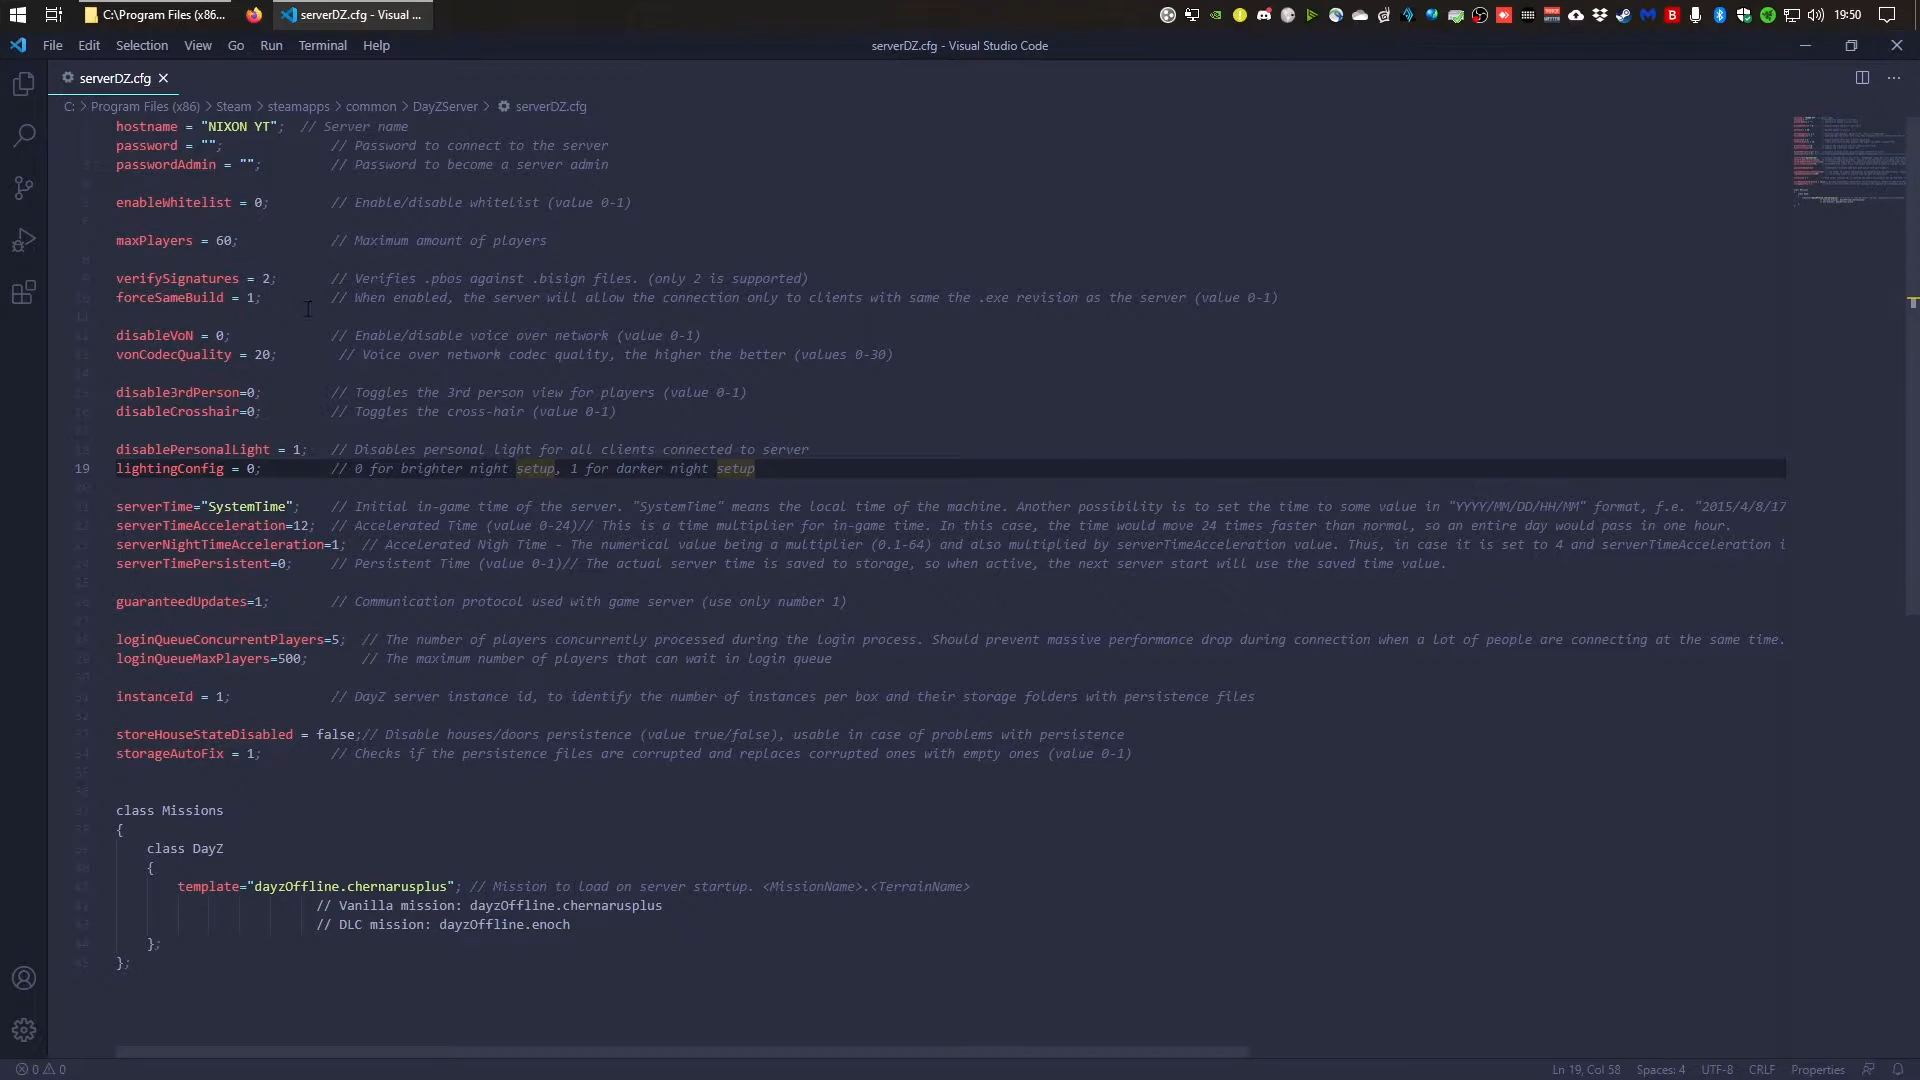 C:\Program Files (x86...
serverDZ.cfg - Visual ...
19:50
File Edit Selection View Go Run Terminal Help
serverDZ.cfg - Visual Studio Code
serverDZ.cfg
C: > Program Files (x86) > Steam > steamapps > common > DayZServer > serverDZ.cfg
hostname = "NIXON YT";  // Server name
password = "";              // Password to connect to the server
passwordAdmin = "";         // Password to become a server admin
enableWhitelist = 0;        // Enable/disable whitelist (value 0-1)
maxPlayers = 60;            // Maximum amount of players
verifySignatures = 2;       // Verifies .pbos against .bisign files. (only 2 is supported)
forceSameBuild = 1;         // When enabled, the server will allow the connection only to clients with same the .exe revision as the server (value 0-1)
disableVoN = 0;             // Enable/disable voice over network (value 0-1)
vonCodecQuality = 20;        // Voice over network codec quality, the higher the better (values 0-30)
disable3rdPerson=0;         // Toggles the 3rd person view for players (value 0-1)
disableCrosshair=0;         // Toggles the cross-hair (value 0-1)
disablePersonalLight = 1;   // Disables personal light for all clients connected to server
19 lightingConfig = 0;         // 0 for brighter night setup, 1 for darker night setup
serverTime="SystemTime";    // Initial in-game time of the server. "SystemTime" means the local time of the machine. Another possibility is to set the time to some value in "YYYY/MM/DD/HH/MM" format, f.e. "2015/4/8/17
serverTimeAcceleration=12;  // Accelerated Time (value 0-24)// This is a time multiplier for in-game time. In this case, the time would move 24 times faster than normal, so an entire day would pass in one hour.
serverNightTimeAcceleration=1;  // Accelerated Nigh Time - The numerical value being a multiplier (0.1-64) and also multiplied by serverTimeAcceleration value. Thus, in case it is set to 4 and serverTimeAcceleration i
serverTimePersistent=0;     // Persistent Time (value 0-1)// The actual server time is saved to storage, so when active, the next server start will use the saved time value.
guaranteedUpdates=1;        // Communication protocol used with game server (use only number 1)
loginQueueConcurrentPlayers=5;  // The number of players concurrently processed during the login process. Should prevent massive performance drop during connection when a lot of people are connecting at the same time.
loginQueueMaxPlayers=500;       // The maximum number of players that can wait in login queue
instanceId = 1;             // DayZ server instance id, to identify the number of instances per box and their storage folders with persistence files
storeHouseStateDisabled = false;// Disable houses/doors persistence (value true/false), usable in case of problems with persistence
storageAutoFix = 1;         // Checks if the persistence files are corrupted and replaces corrupted ones with empty ones (value 0-1)
class Missions
{
class DayZ
{
template="dayzOffline.chernarusplus"; // Mission to load on server startup. <MissionName>.<TerrainName>
// Vanilla mission: dayzOffline.chernarusplus
// DLC mission: dayzOffline.enoch
};
};
0 0
Ln 19, Col 58 Spaces: 4 UTF-8 CRLF Properties